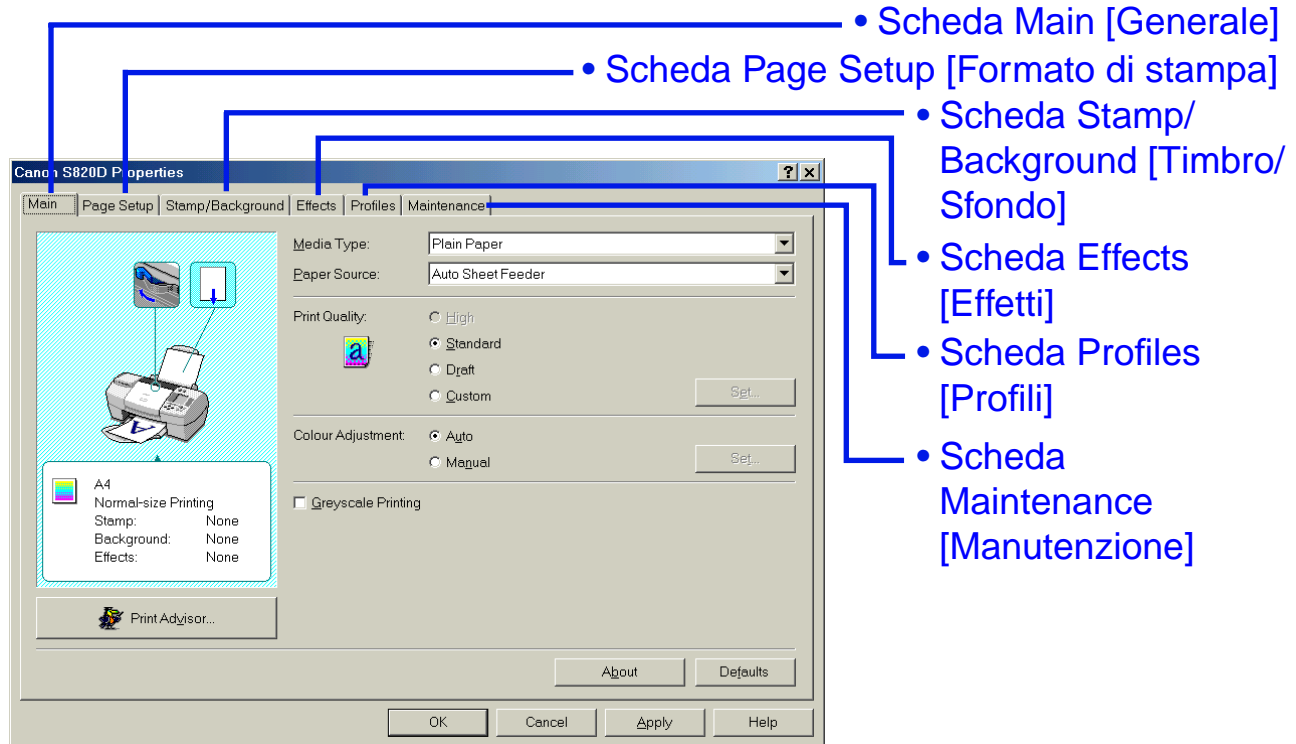 • Scheda Main [Generale]
• Scheda Page Setup [Formato di stampa]
• Scheda Stamp/
Background [Timbro/
Sfondo]
• Scheda Effects
[Effetti]
• Scheda Profiles
[Profili]
• Scheda
Maintenance
[Manutenzione]
Canon S820D Properties
Main Page Setup Stamp/Background Effects Profiles Maintenance
Media Type: Plain Paper
Paper Source: Auto Sheet Feeder
Print Quality: High
a
Standard
Draft
Custom Set...
Colour Adjustment: Auto
Manual Set...
Greyscale Printing
A
A4
Normal-size Printing
Stamp: None
Background: None
Effects: None
Print Advisor...
About Defaults
OK Cancel Apply Help